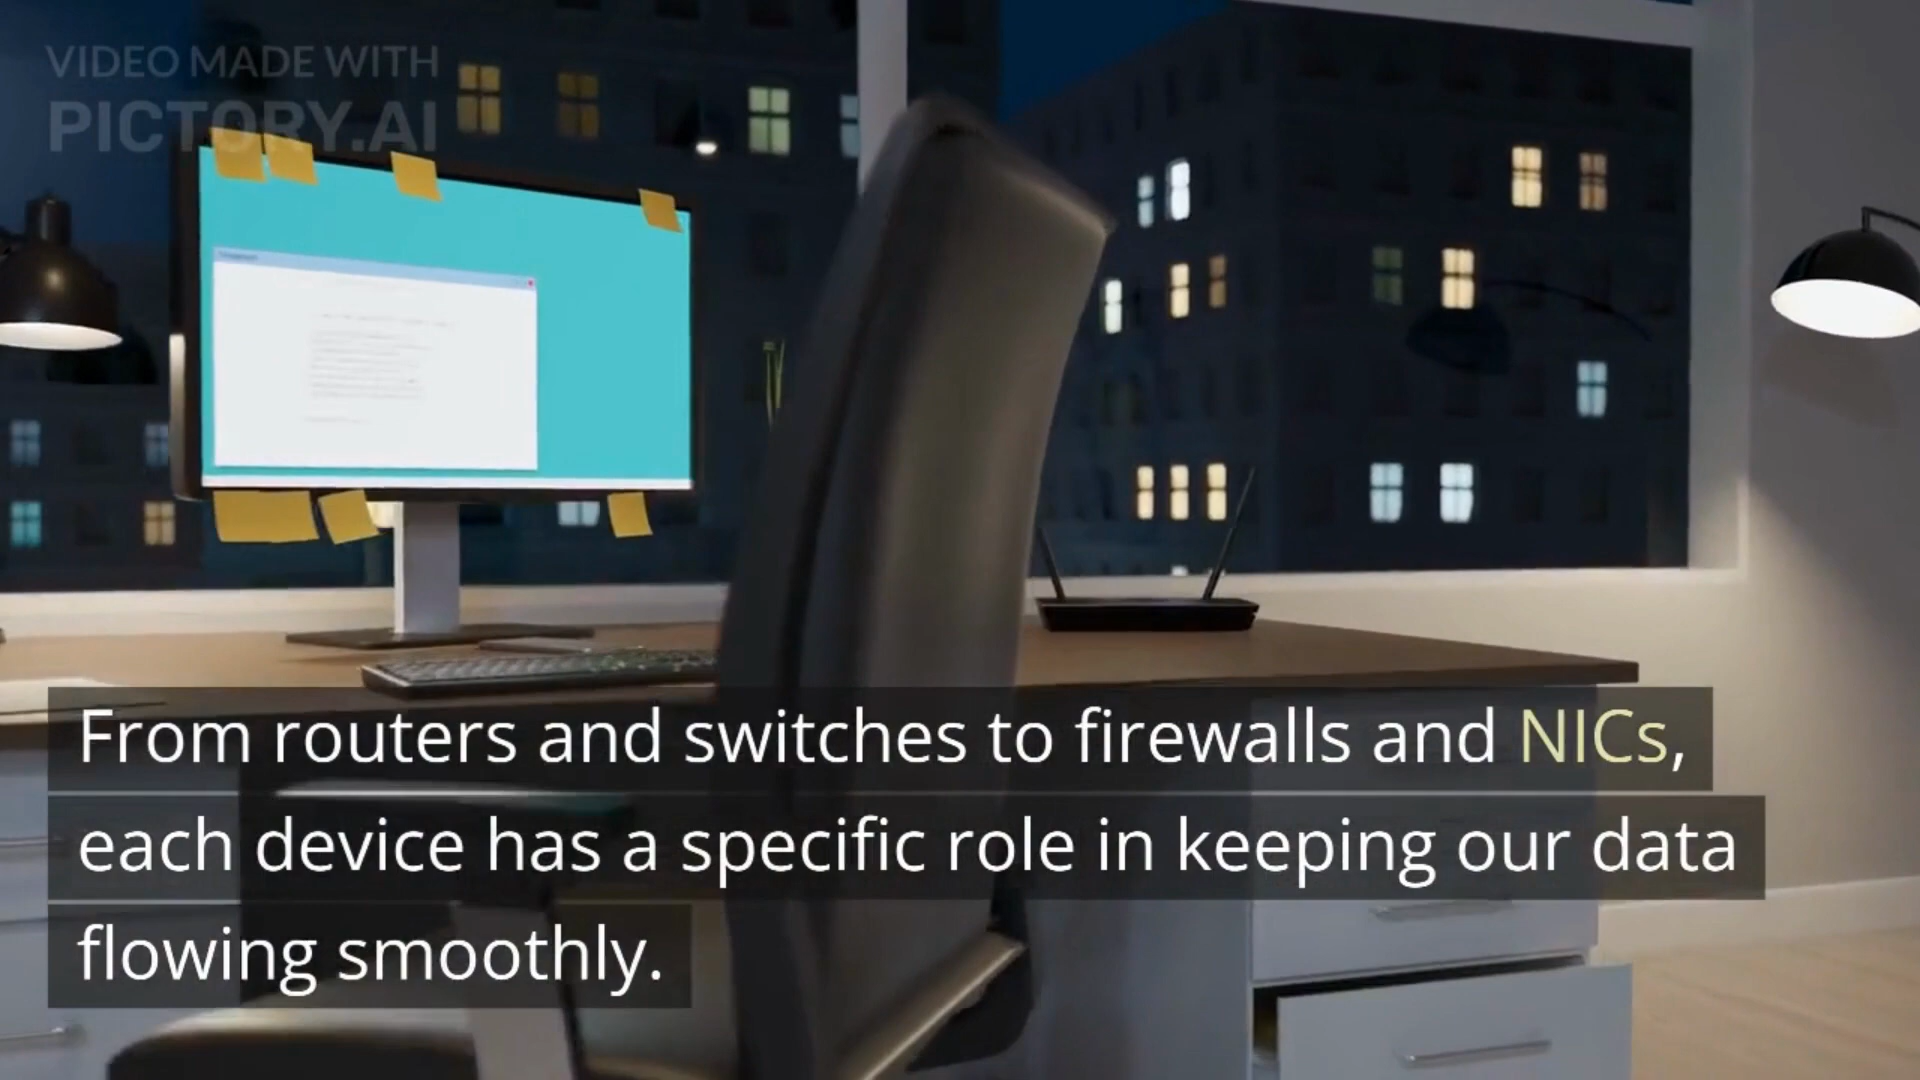 VIDEO MADE WITH
PICTORY.AI
From routers and switches to firewalls and NICs,
each device has a specific role in keeping our data
flowing smoothly.